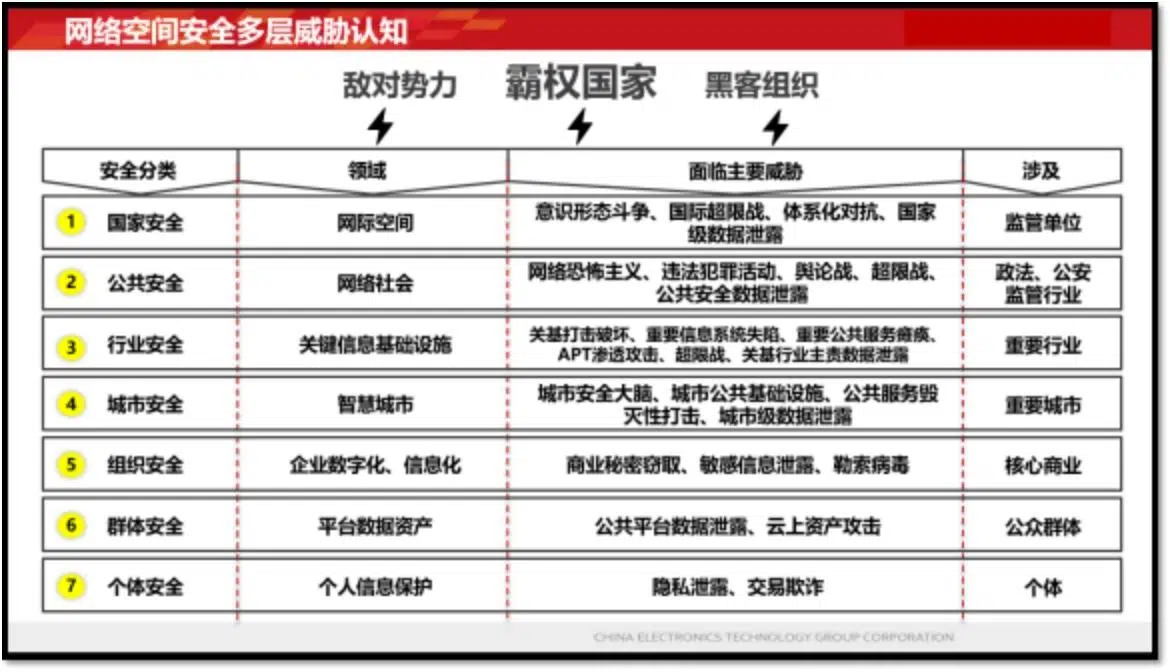 网络空间安全多层威胁认知
敌对势力 霸权国家 黑客组织
安全分类 领域 面临主要威胁 涉及
1 国家安全 网际空间 意识形态斗争、国际超限战、体系化对抗、国家
级数据泄露 监管单位
2 公共安全 网络社会 网络恐怖主义、违法犯罪活动、舆论战、超限战、
公共安全数据泄露 政法、公安
监管行业
3 行业安全 关键信息基础设施 关基打击破坏、重要信息系统失陷、重要公共服务瘫痪、
APT渗透攻击、超限战、关基行业主责数据泄露 重要行业
4 城市安全 智慧城市 城市安全大脑、城市公共基础设施、公共服务毁
灭性打击、城市级数据泄露 重要城市
5 组织安全 企业数字化、信息化 商业秘密窃取、敏感信息泄露、勒索病毒 核心商业
6 群体安全 平台数据资产 公共平台数据泄露、云上资产攻击 公众群体
7 个体安全 个人信息保护 隐私泄露、交易欺诈 个体
CHINA ELECTRONICS TECHNOLOGY GROUP CORPORATION